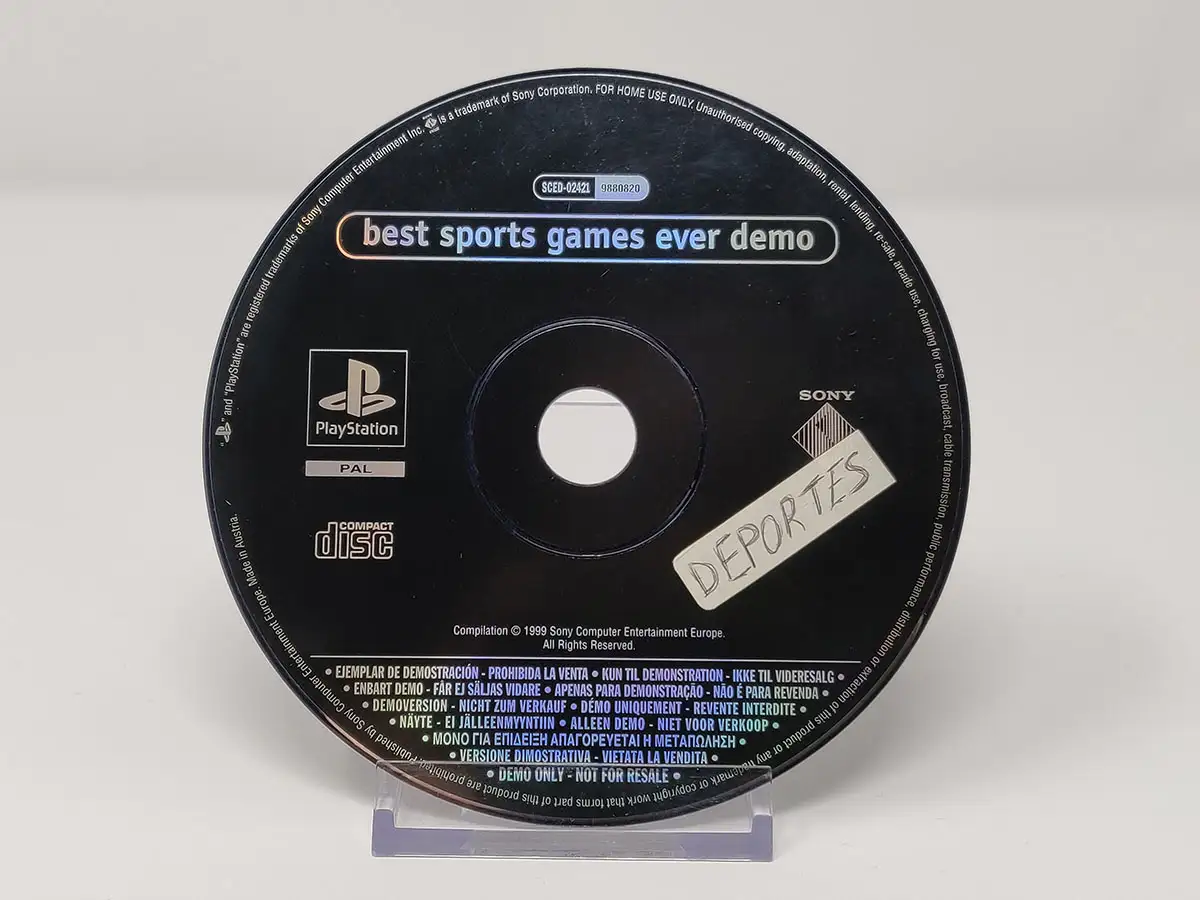 SCED-02421 9880820
best sports games ever demo
PlayStation
PAL
SONY
COMPACT
disc
DEPORTES
Compilation © 1999 Sony Computer Entertainment Europe.
All Rights Reserved.
• EJEMPLAR DE DEMOSTRACIÓN - PROHIBIDA LA VENTA • KUN TIL DEMONSTRATION - IKKE TIL VIDERESALG •
• ENBART DEMO - FÅR EJ SÄLJAS VIDARE • APENAS PARA DEMONSTRAÇÃO - NÃO É PARA REVENDA •
• DEMOVERSION - NICHT ZUM VERKAUF • DÉMO UNIQUEMENT - REVENTE INTERDITE •
• NÄYTE - EI JÄLLEENMYYNTIIN • ALLEEN DEMO - NIET VOOR VERKOOP •
• ΜΟΝΟ ΓΙΑ ΕΠΙΔΕΙΞΗ ΑΠΑΓΟΡΕΥΕΤΑΙ Η ΜΕΤΑΠΩΛΗΣΗ •
• VERSIONE DIMOSTRATIVA - VIETATA LA VENDITA •
• DEMO ONLY - NOT FOR RESALE •
" " and "PlayStation" are registered trademarks of Sony Computer Entertainment Inc. is a trademark of Sony Corporation. FOR HOME USE ONLY. Unauthorised copying, adaptation, rental, lending, re-sale, arcade use, charging for use, broadcast, cable transmission, public performance, distribution or extraction of this product or any trademark or copyright work that forms part of this product are prohibited. Published by Sony Computer Entertainment Europe. Made in Austria.